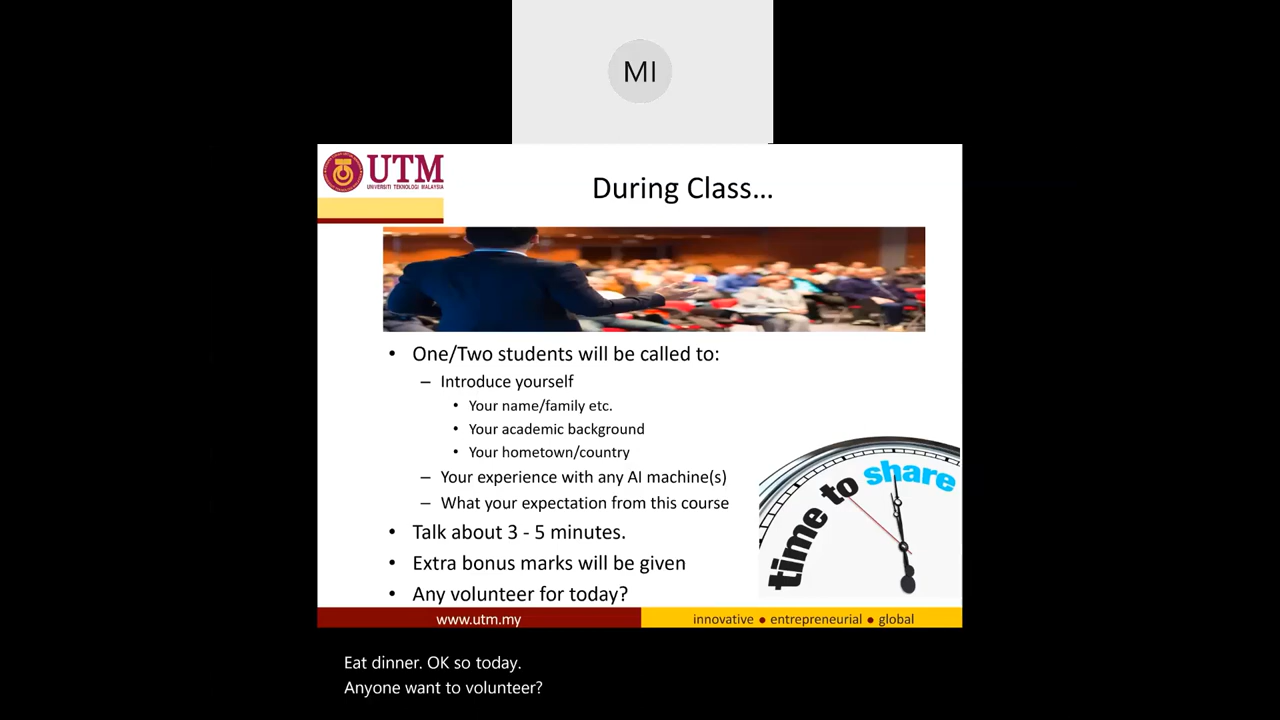 MI
UTM
UNIVERSITI TEKNOLOGI MALAYSIA
During Class...
• One/Two students will be called to:
– Introduce yourself
• Your name/family etc.
• Your academic background
• Your hometown/country
– Your experience with any AI machine(s)
– What your expectation from this course
• Talk about 3 - 5 minutes.
• Extra bonus marks will be given
• Any volunteer for today?
time to share
www.utm.my
innovative ● entrepreneurial ● global
Eat dinner. OK so today.
Anyone want to volunteer?